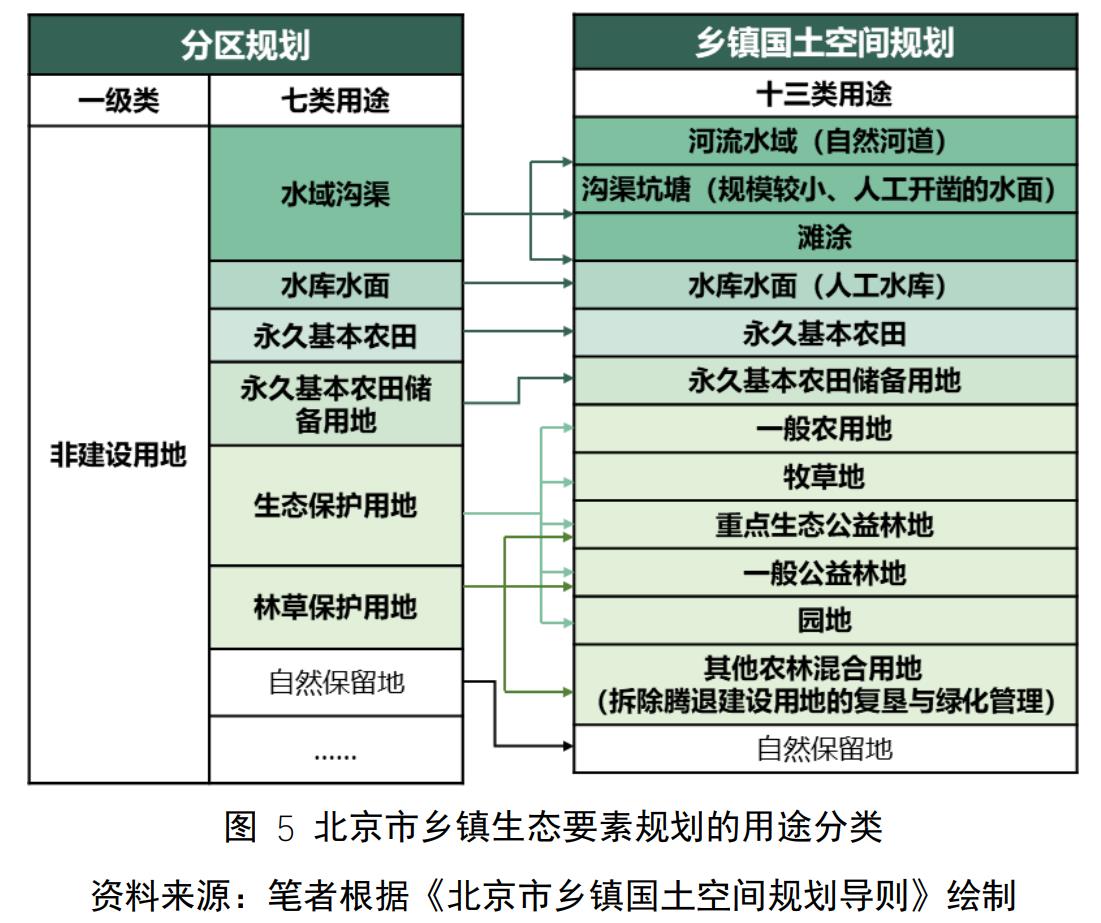 分区规划
一级类
七类用途
非建设用地
水域沟渠
水库水面
永久基本农田
永久基本农田储
备用地
生态保护用地
林草保护用地
自然保留地
......
乡镇国土空间规划
十三类用途
河流水域（自然河道）
沟渠坑塘（规模较小、人工开凿的水面）
滩涂
水库水面（人工水库）
永久基本农田
永久基本农田储备用地
一般农用地
牧草地
重点生态公益林地
一般公益林地
园地
其他农林混合用地
（拆除腾退建设用地的复垦与绿化管理）
自然保留地
图 5 北京市乡镇生态要素规划的用途分类
资料来源：笔者根据《北京市乡镇国土空间规划导则》绘制